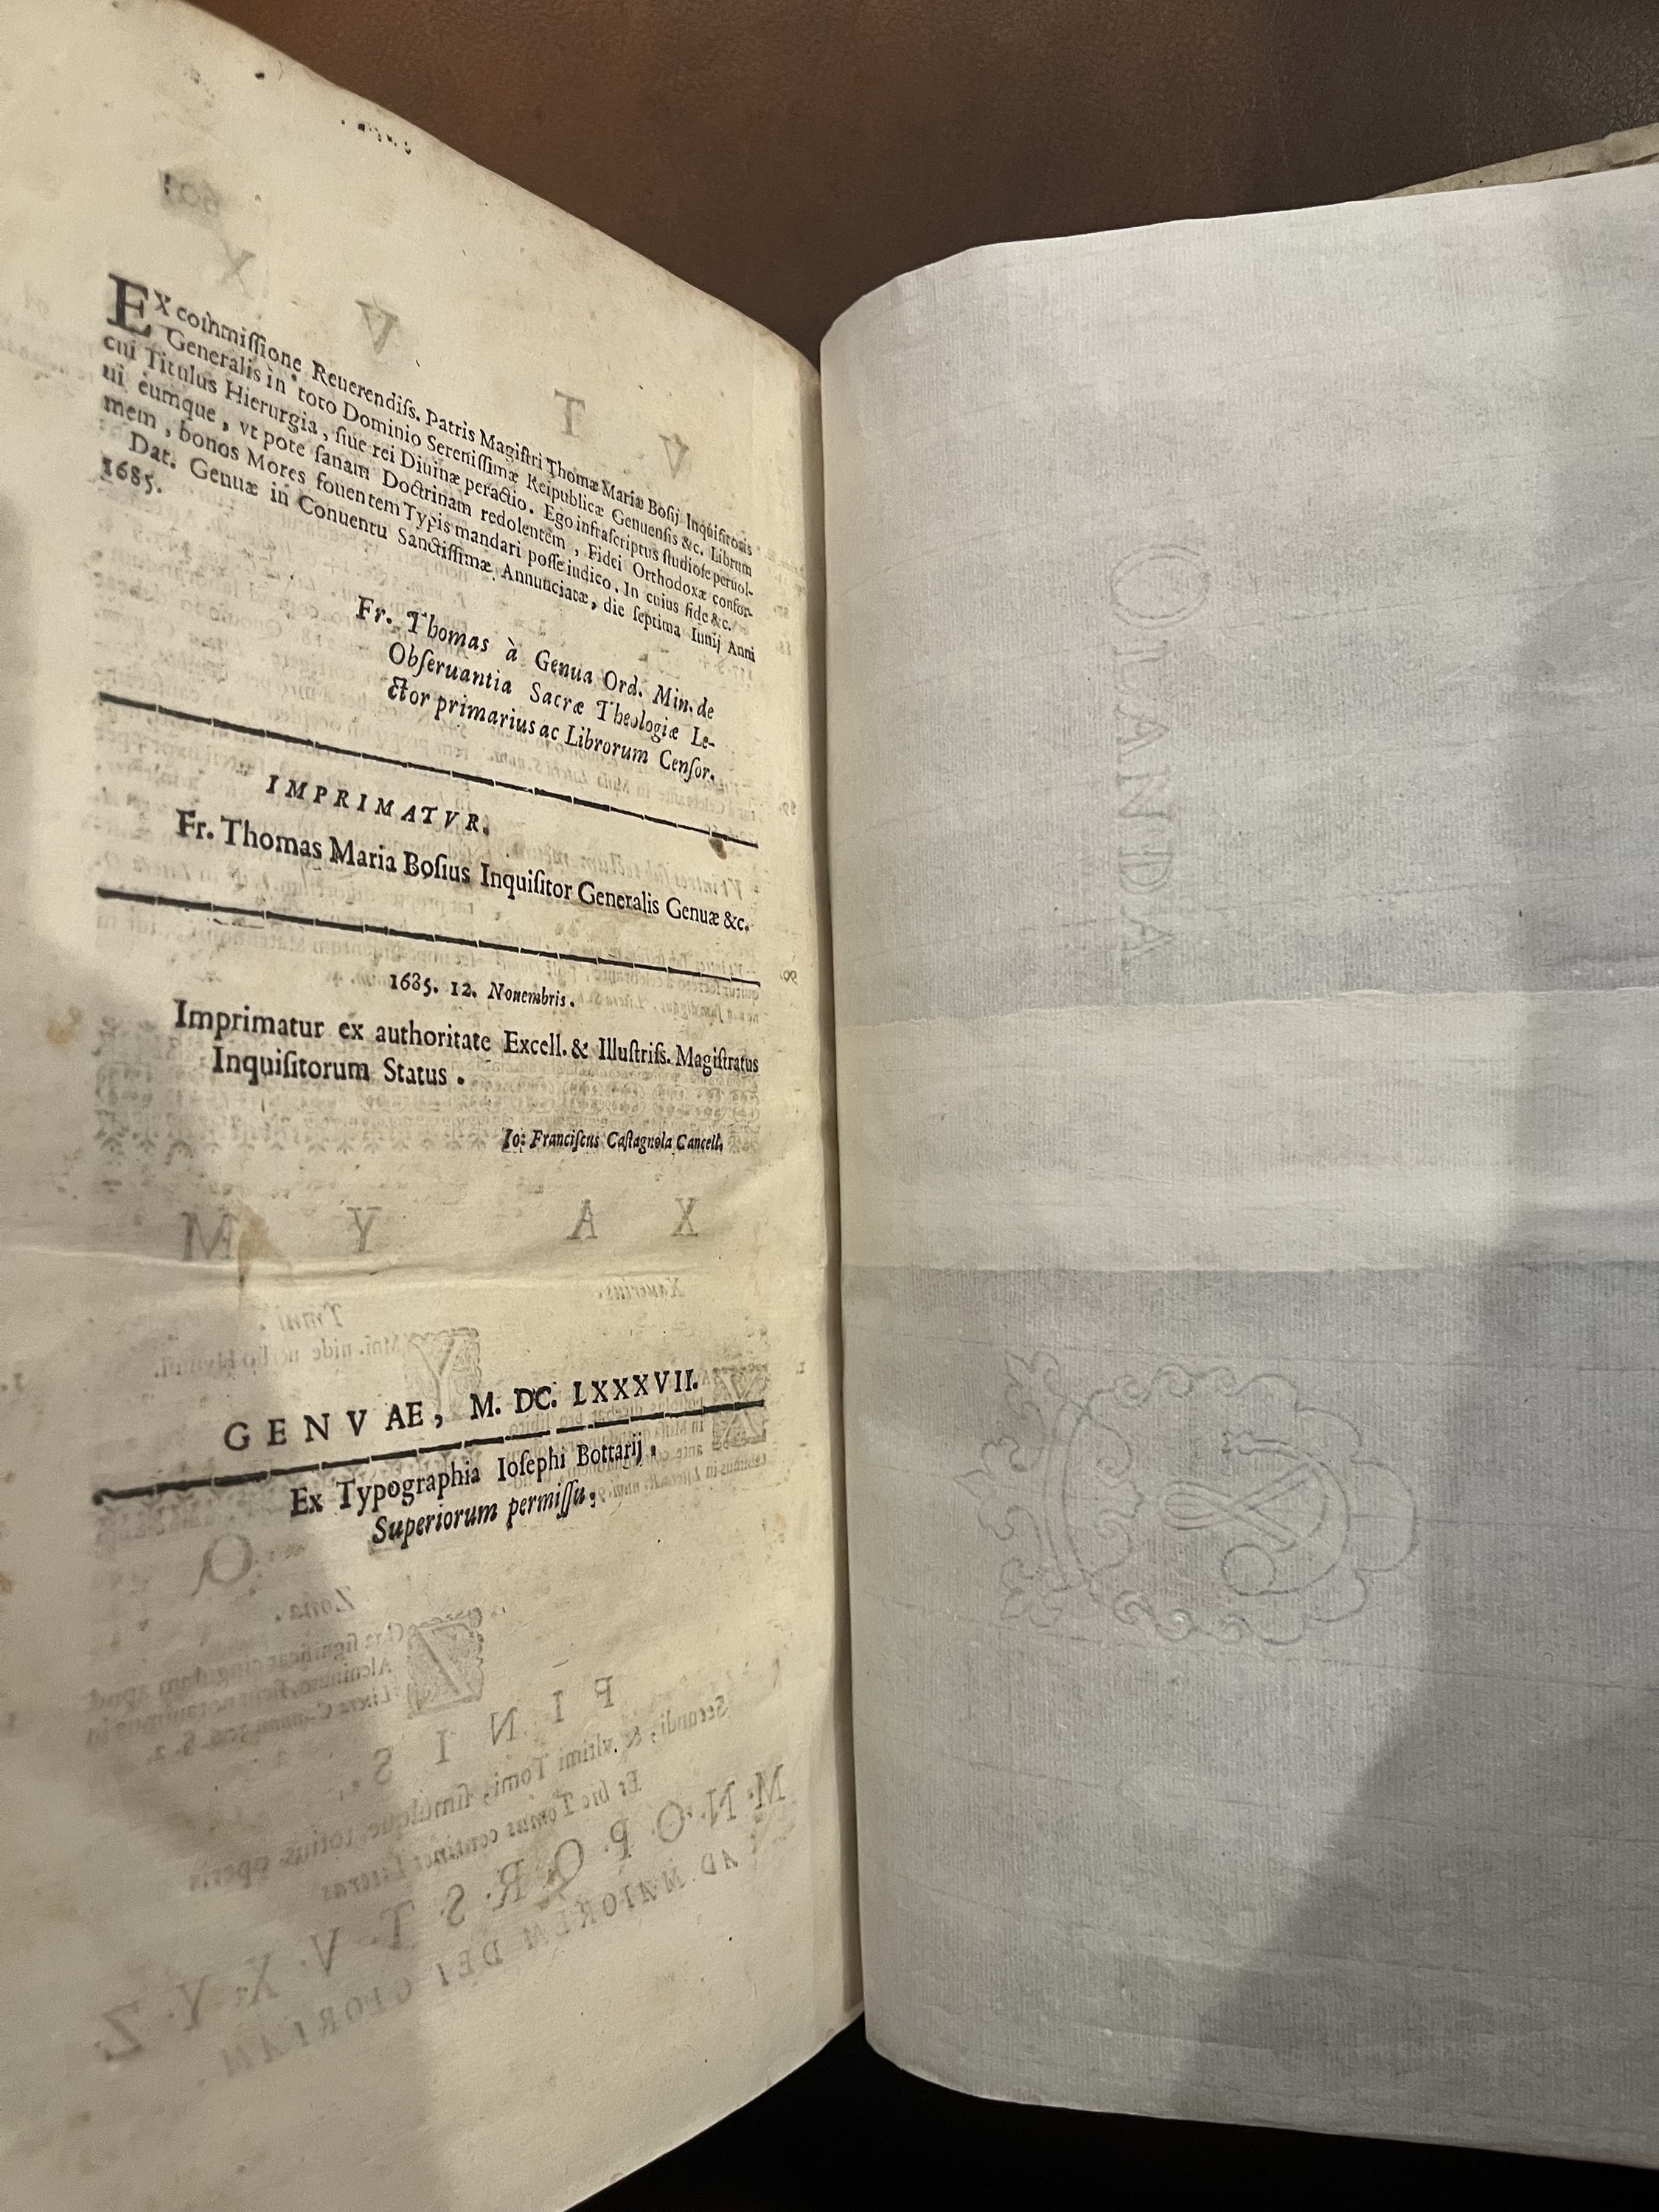 Ex commissione Reuerendiſs. Patris Magiſtri Thomæ Mariæ Boſij Inquiſitoris
Generalis in toto Dominio Sereniſſimæ Reipublicæ Genuenſis &c. Librum
cui Titulus Hierurgia, ſiue rei Diuinæ peractio. Ego infraſcriptus ſtudioſe peruol-
ui eumque, vt pote ſanam Doctrinam redolentem, Fidei Orthodoxæ confor-
mem, bonos Mores fouentem Typis mandari poſſe iudico. In cuius fide &c.
Dat. Genuæ in Conuentu Sanctiſſimæ Annunciatæ, die ſeptima Iunij Anni
1685.
Fr. Thomas à Genua Ord. Min. de
Obſeruantia Sacræ Theologiæ Le-
ctor primarius ac Librorum Cenſor.
IMPRIMATVR.
Fr. Thomas Maria Boſius Inquiſitor Generalis Genuæ &c.
1685. 12. Nouembris.
Imprimatur ex authoritate Excell. & Illuſtriſs. Magiſtratus
Inquiſitorum Status.
Io: Franciſcus Caſtagnola Cancell.
GENVAE, M. DC. LXXXVII.
Ex Typographia Ioſephi Bottarij.
Superiorum permiſſu.
OLANDA